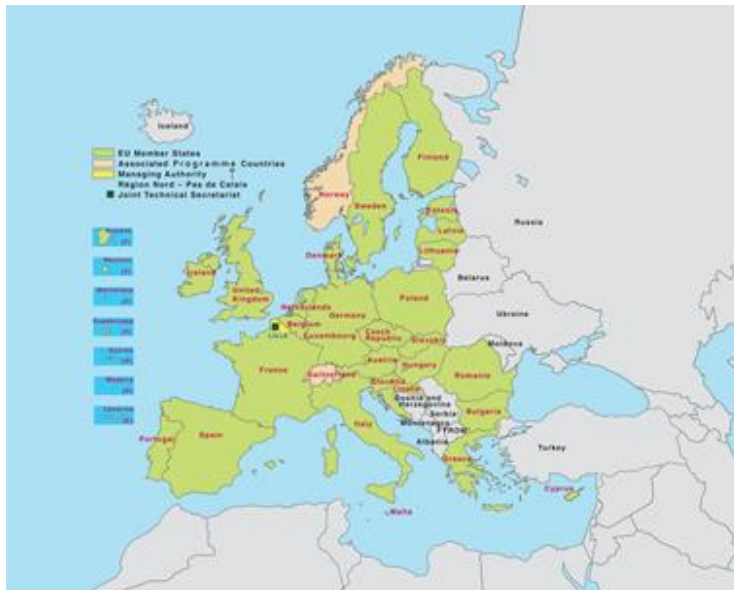 Iceland
EU Member States
Associated Programme Countries
Managing Authority
Région Nord – Pas de Calais
Joint Technical Secretariat
Finland
Norway
Sweden
Russia
Estonia
Latvia
Denmark
Lithuania
Ireland
United
Kingdom
Belarus
Netherlands
Poland
Germany
Belgium
Ukraine
LILLE
Luxembourg
Czech
Republic
Slovakia
Moldova
Austria
Hungary
France
Switzerland
Romania
Slovenia
Croatia
Bosnia and
Herzegovina
Serbia
Bulgaria
Italy
Montenegro
FYROM
Portugal
Spain
Albania
Turkey
Greece
Cyprus
Malta
Madeira